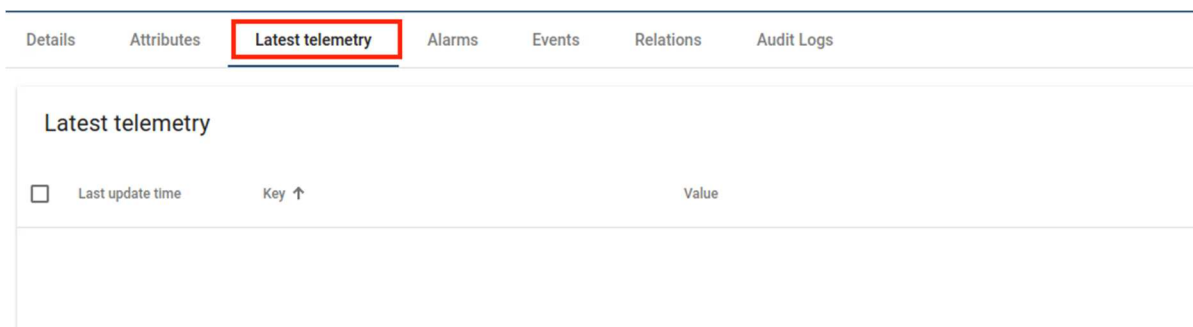 Details Attributes Latest telemetry Alarms Events Relations Audit Logs
Latest telemetry
Last update time Key ↑ Value